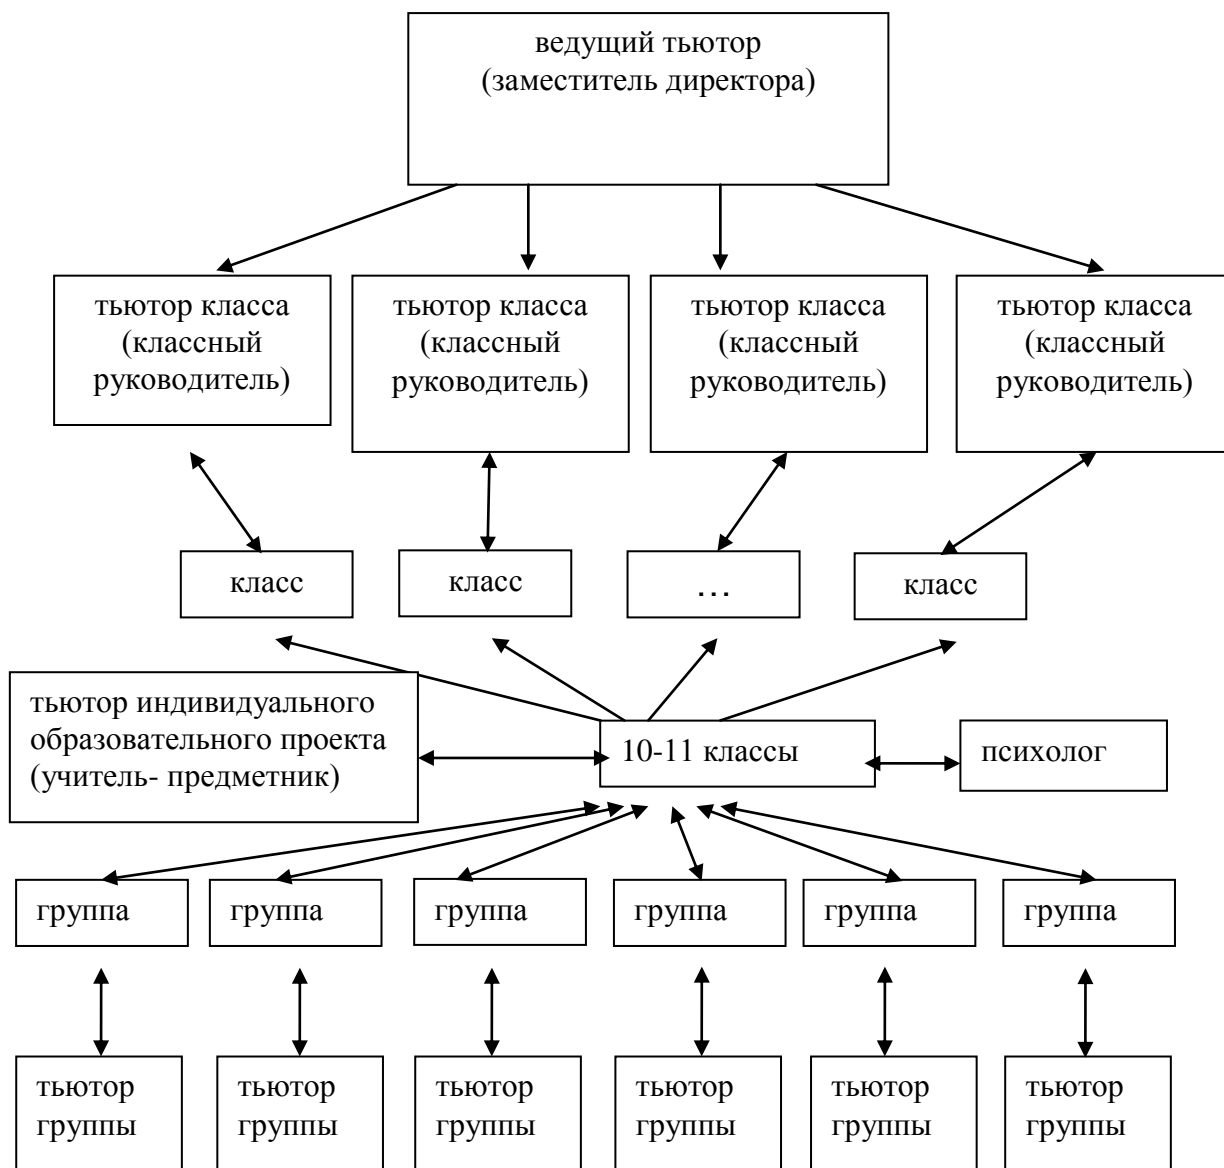 ведущий тьютор
(заместитель директора)
тьютор класса
(классный
руководитель)
тьютор класса
(классный
руководитель)
тьютор класса
(классный
руководитель)
тьютор класса
(классный
руководитель)
класс
класс
...
класс
тьютор индивидуального
образовательного проекта
(учитель- предметник)
10-11 классы
психолог
группа
группа
группа
группа
группа
группа
тьютор
группы
тьютор
группы
тьютор
группы
тьютор
группы
тьютор
группы
тьютор
группы